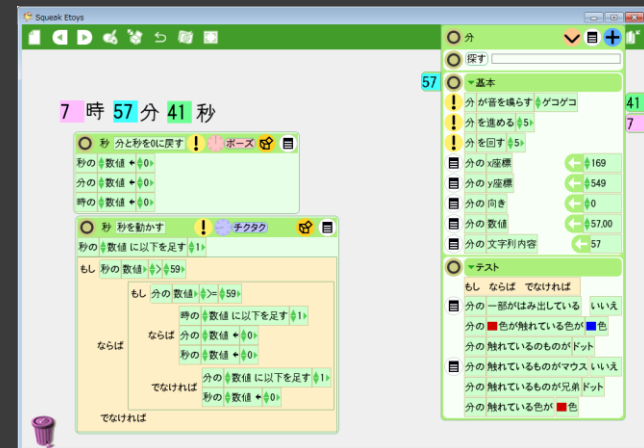 Squeak Etoys
7 時 57 分 41 秒
秒 分と秒を0に戻す ! ポーズ
秒の 数値 ← 0
分の 数値 ← 0
時の 数値 ← 0
秒 秒を動かす ! チクタク
秒の 数値 に以下を足す 1
もし 秒の 数値 > 59
もし 分の 数値 >= 59
時の 数値 に以下を足す 1
ならば 分の 数値 ← 0
秒の 数値 ← 0
ならば
でなければ 分の 数値 に以下を足す 1
秒の 数値 ← 0
でなければ
分
探す
57
基本
! 分 が音を鳴らす ゲコゲコ
41
! 分 を進める 5
7
! 分 を回す 5
分の x座標 ← 169
分の y座標 ← 549
分の 向き ← 0
分の 数値 ← 57.00
分の 文字列内容 ← 57
テスト
もし ならば でなければ
分の 一部がはみ出している いいえ
分の 色が触れている色が 色
分の 触れているのものが ドット
分の 触れているものがマウス いいえ
分の 触れているものが兄弟 ドット
分の 触れている色が 色